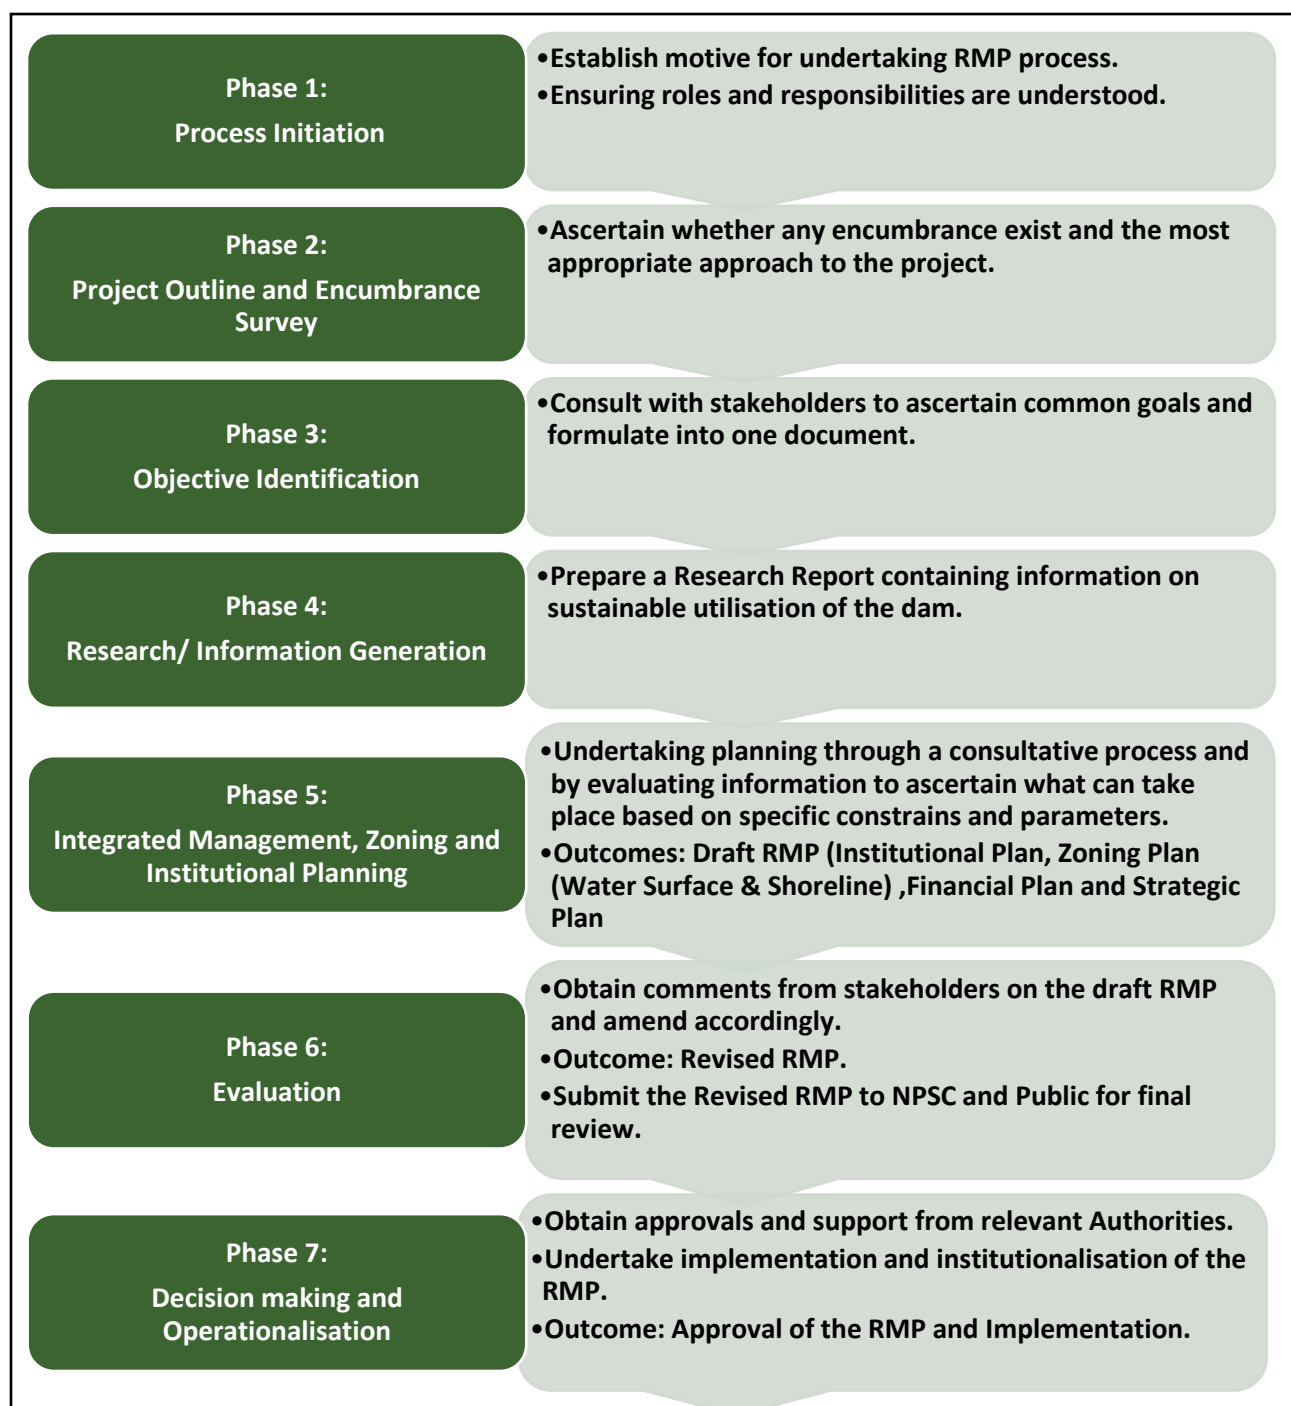 Phase 1:
Process Initiation
•Establish motive for undertaking RMP process.
•Ensuring roles and responsibilities are understood.
Phase 2:
Project Outline and Encumbrance
Survey
•Ascertain whether any encumbrance exist and the most
appropriate approach to the project.
Phase 3:
Objective Identification
•Consult with stakeholders to ascertain common goals and
formulate into one document.
Phase 4:
Research/ Information Generation
•Prepare a Research Report containing information on
sustainable utilisation of the dam.
Phase 5:
Integrated Management, Zoning and
Institutional Planning
•Undertaking planning through a consultative process and
by evaluating information to ascertain what can take
place based on specific constrains and parameters.
•Outcomes: Draft RMP (Institutional Plan, Zoning Plan
(Water Surface & Shoreline) ,Financial Plan and Strategic
Plan
Phase 6:
Evaluation
•Obtain comments from stakeholders on the draft RMP
and amend accordingly.
•Outcome: Revised RMP.
•Submit the Revised RMP to NPSC and Public for final
review.
Phase 7:
Decision making and
Operationalisation
•Obtain approvals and support from relevant Authorities.
•Undertake implementation and institutionalisation of the
RMP.
•Outcome: Approval of the RMP and Implementation.